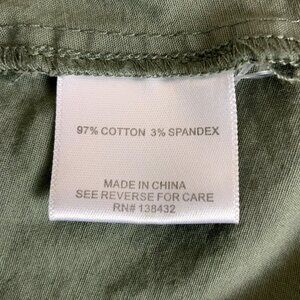 97% COTTON 3% SPANDEX
MADE IN CHINA
SEE REVERSE FOR CARE
RN# 138432